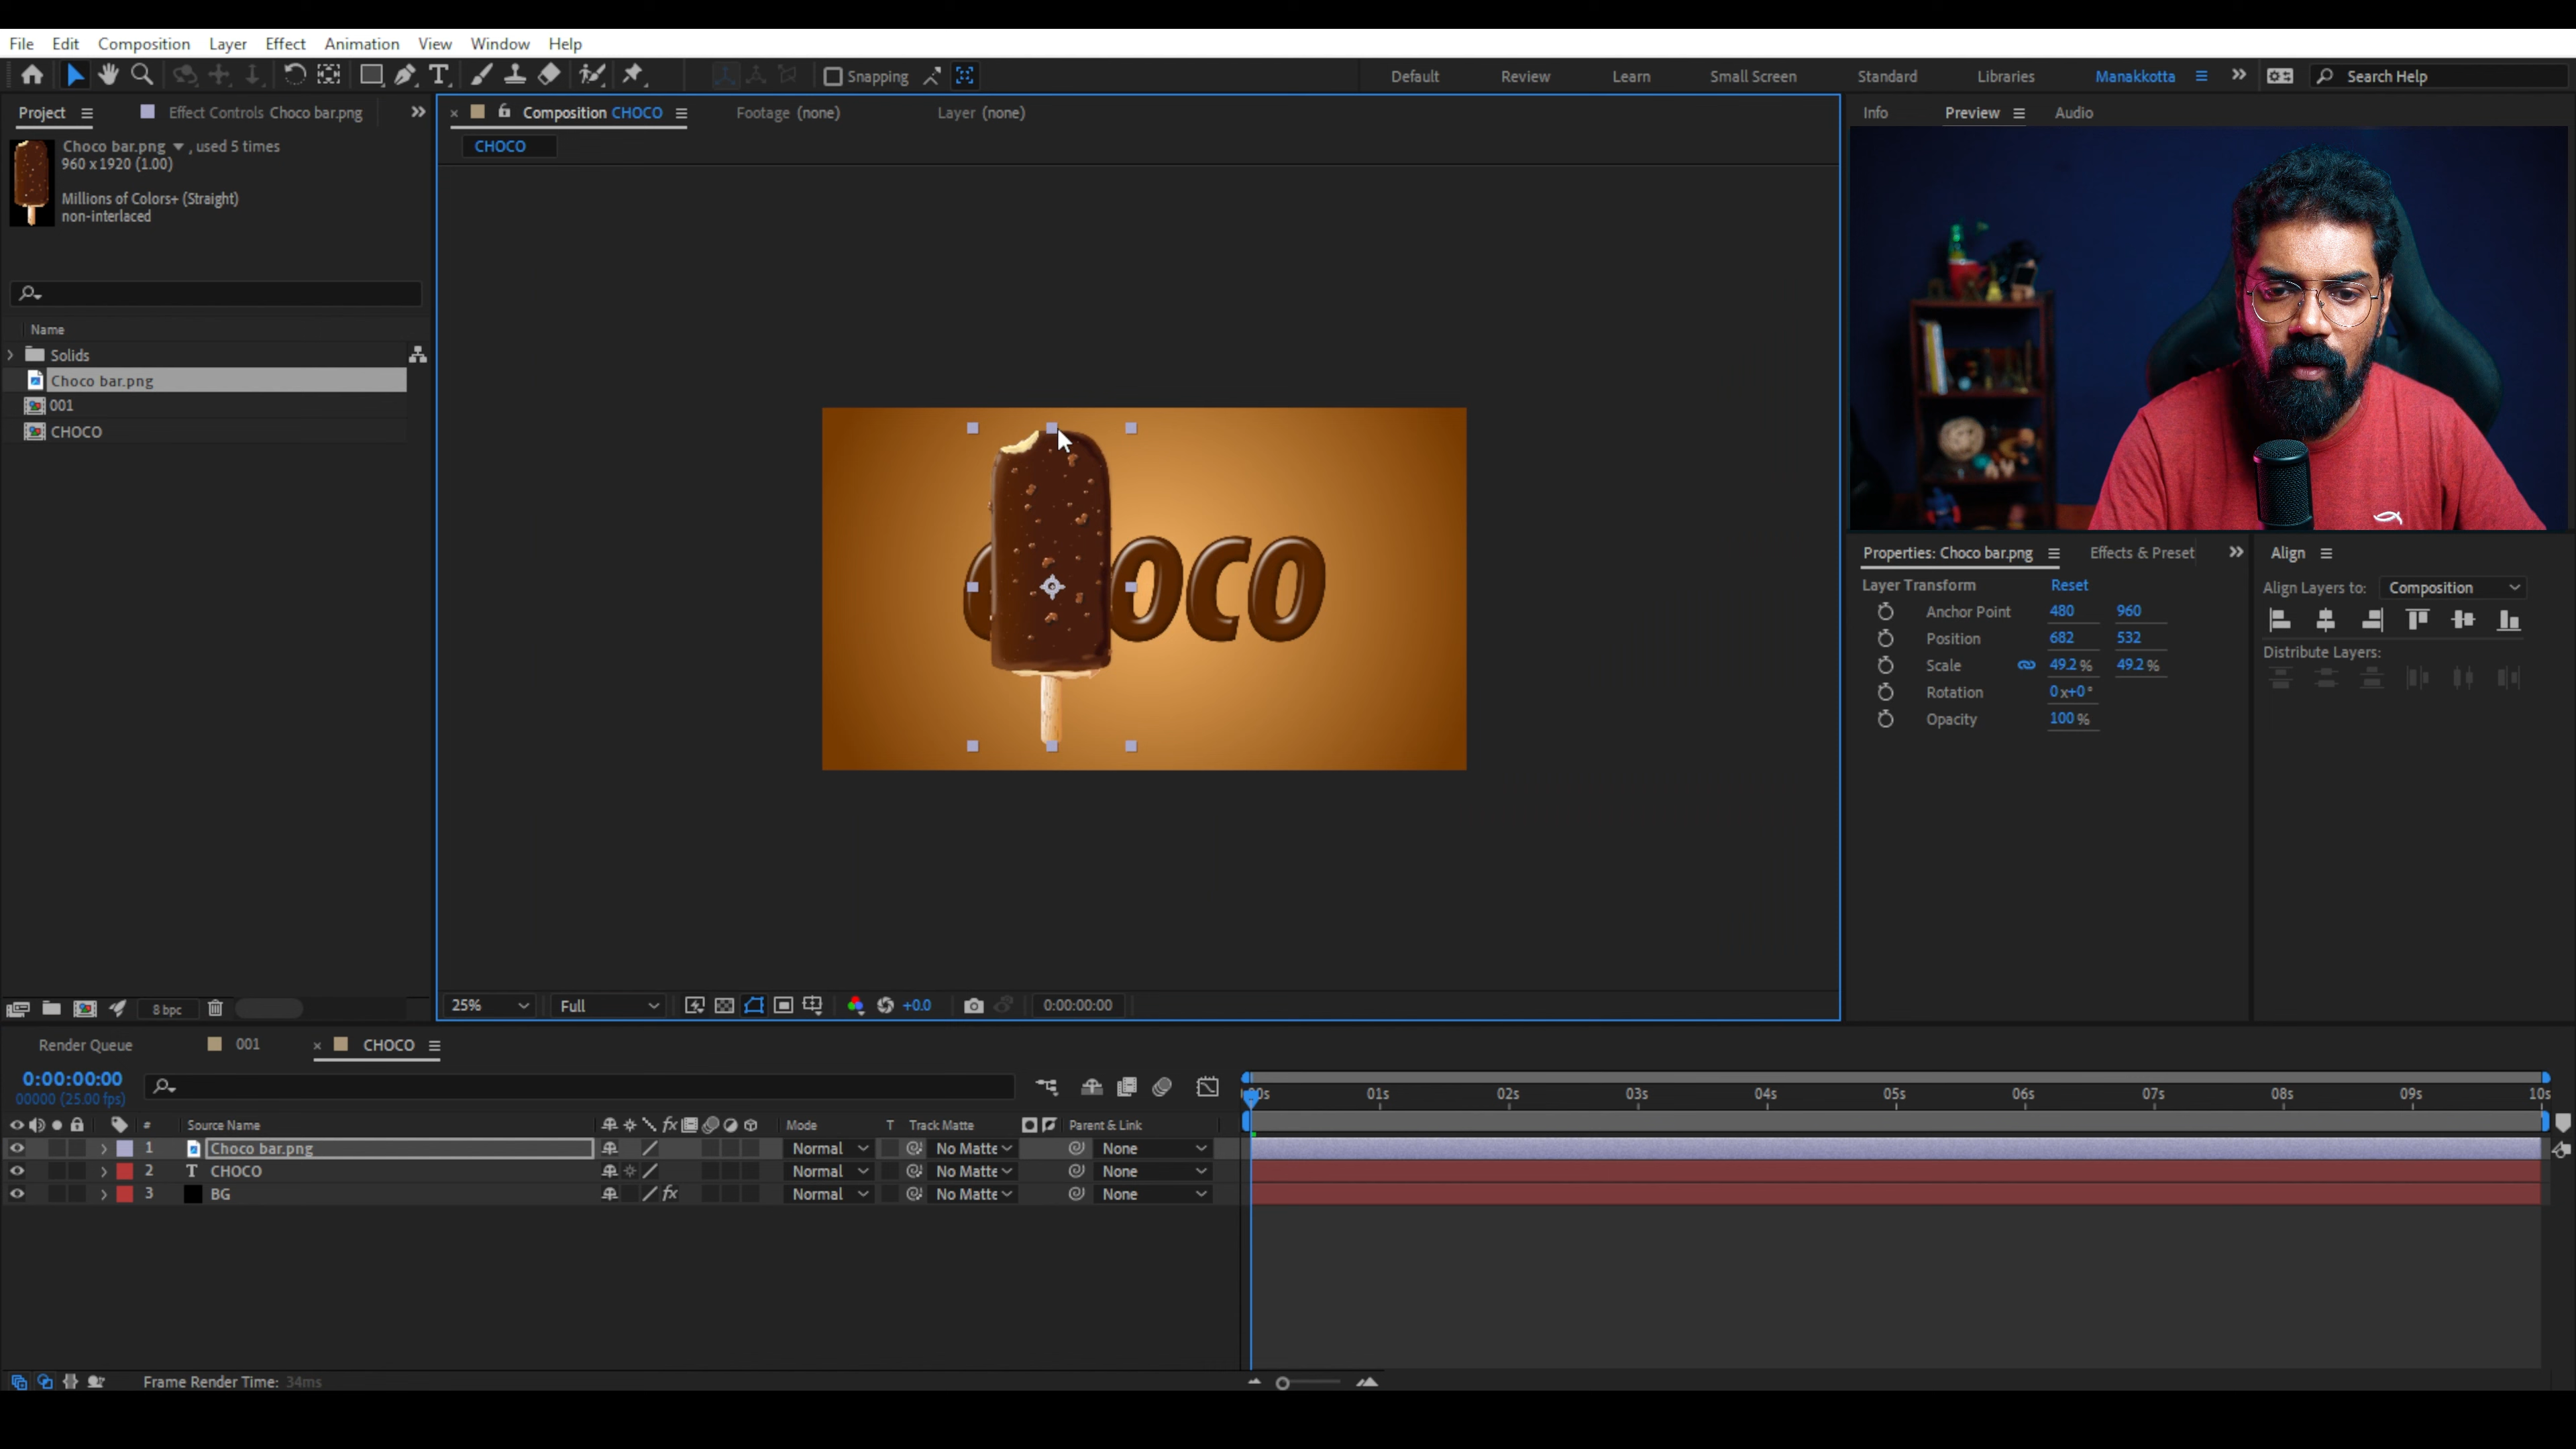 File Edit Composition Layer Effect Animation View Window Help
Snapping Default Review Learn Small Screen Standard Libraries Manakkotta Search Help
Project Effect Controls Choco bar.png
Choco bar.png , used 5 times
960 x 1920 (1.00)
Millions of Colors+ (Straight)
non-interlaced
Name
Solids
Choco bar.png
001
CHOCO
8 bpc
Composition CHOCO Footage (none) Layer (none)
CHOCO
OCO
25% Full +0.0 0:00:00:00
Info Preview Audio
Properties: Choco bar.png Effects & Preset
Layer Transform Reset
Anchor Point 480 960
Position 682 532
Scale 49.2 % 49.2 %
Rotation 0 x+0 °
Opacity 100 %
Align
Align Layers to: Composition
Distribute Layers:
Render Queue 001 CHOCO
0:00:00:00
00000 (25.00 fps)
# Source Name fx Mode T Track Matte Parent & Link
1 Choco bar.png Normal No Matte None
2 T CHOCO Normal No Matte None
3 BG fx Normal No Matte None
00s 01s 02s 03s 04s 05s 06s 07s 08s 09s 10s
Frame Render Time: 34ms